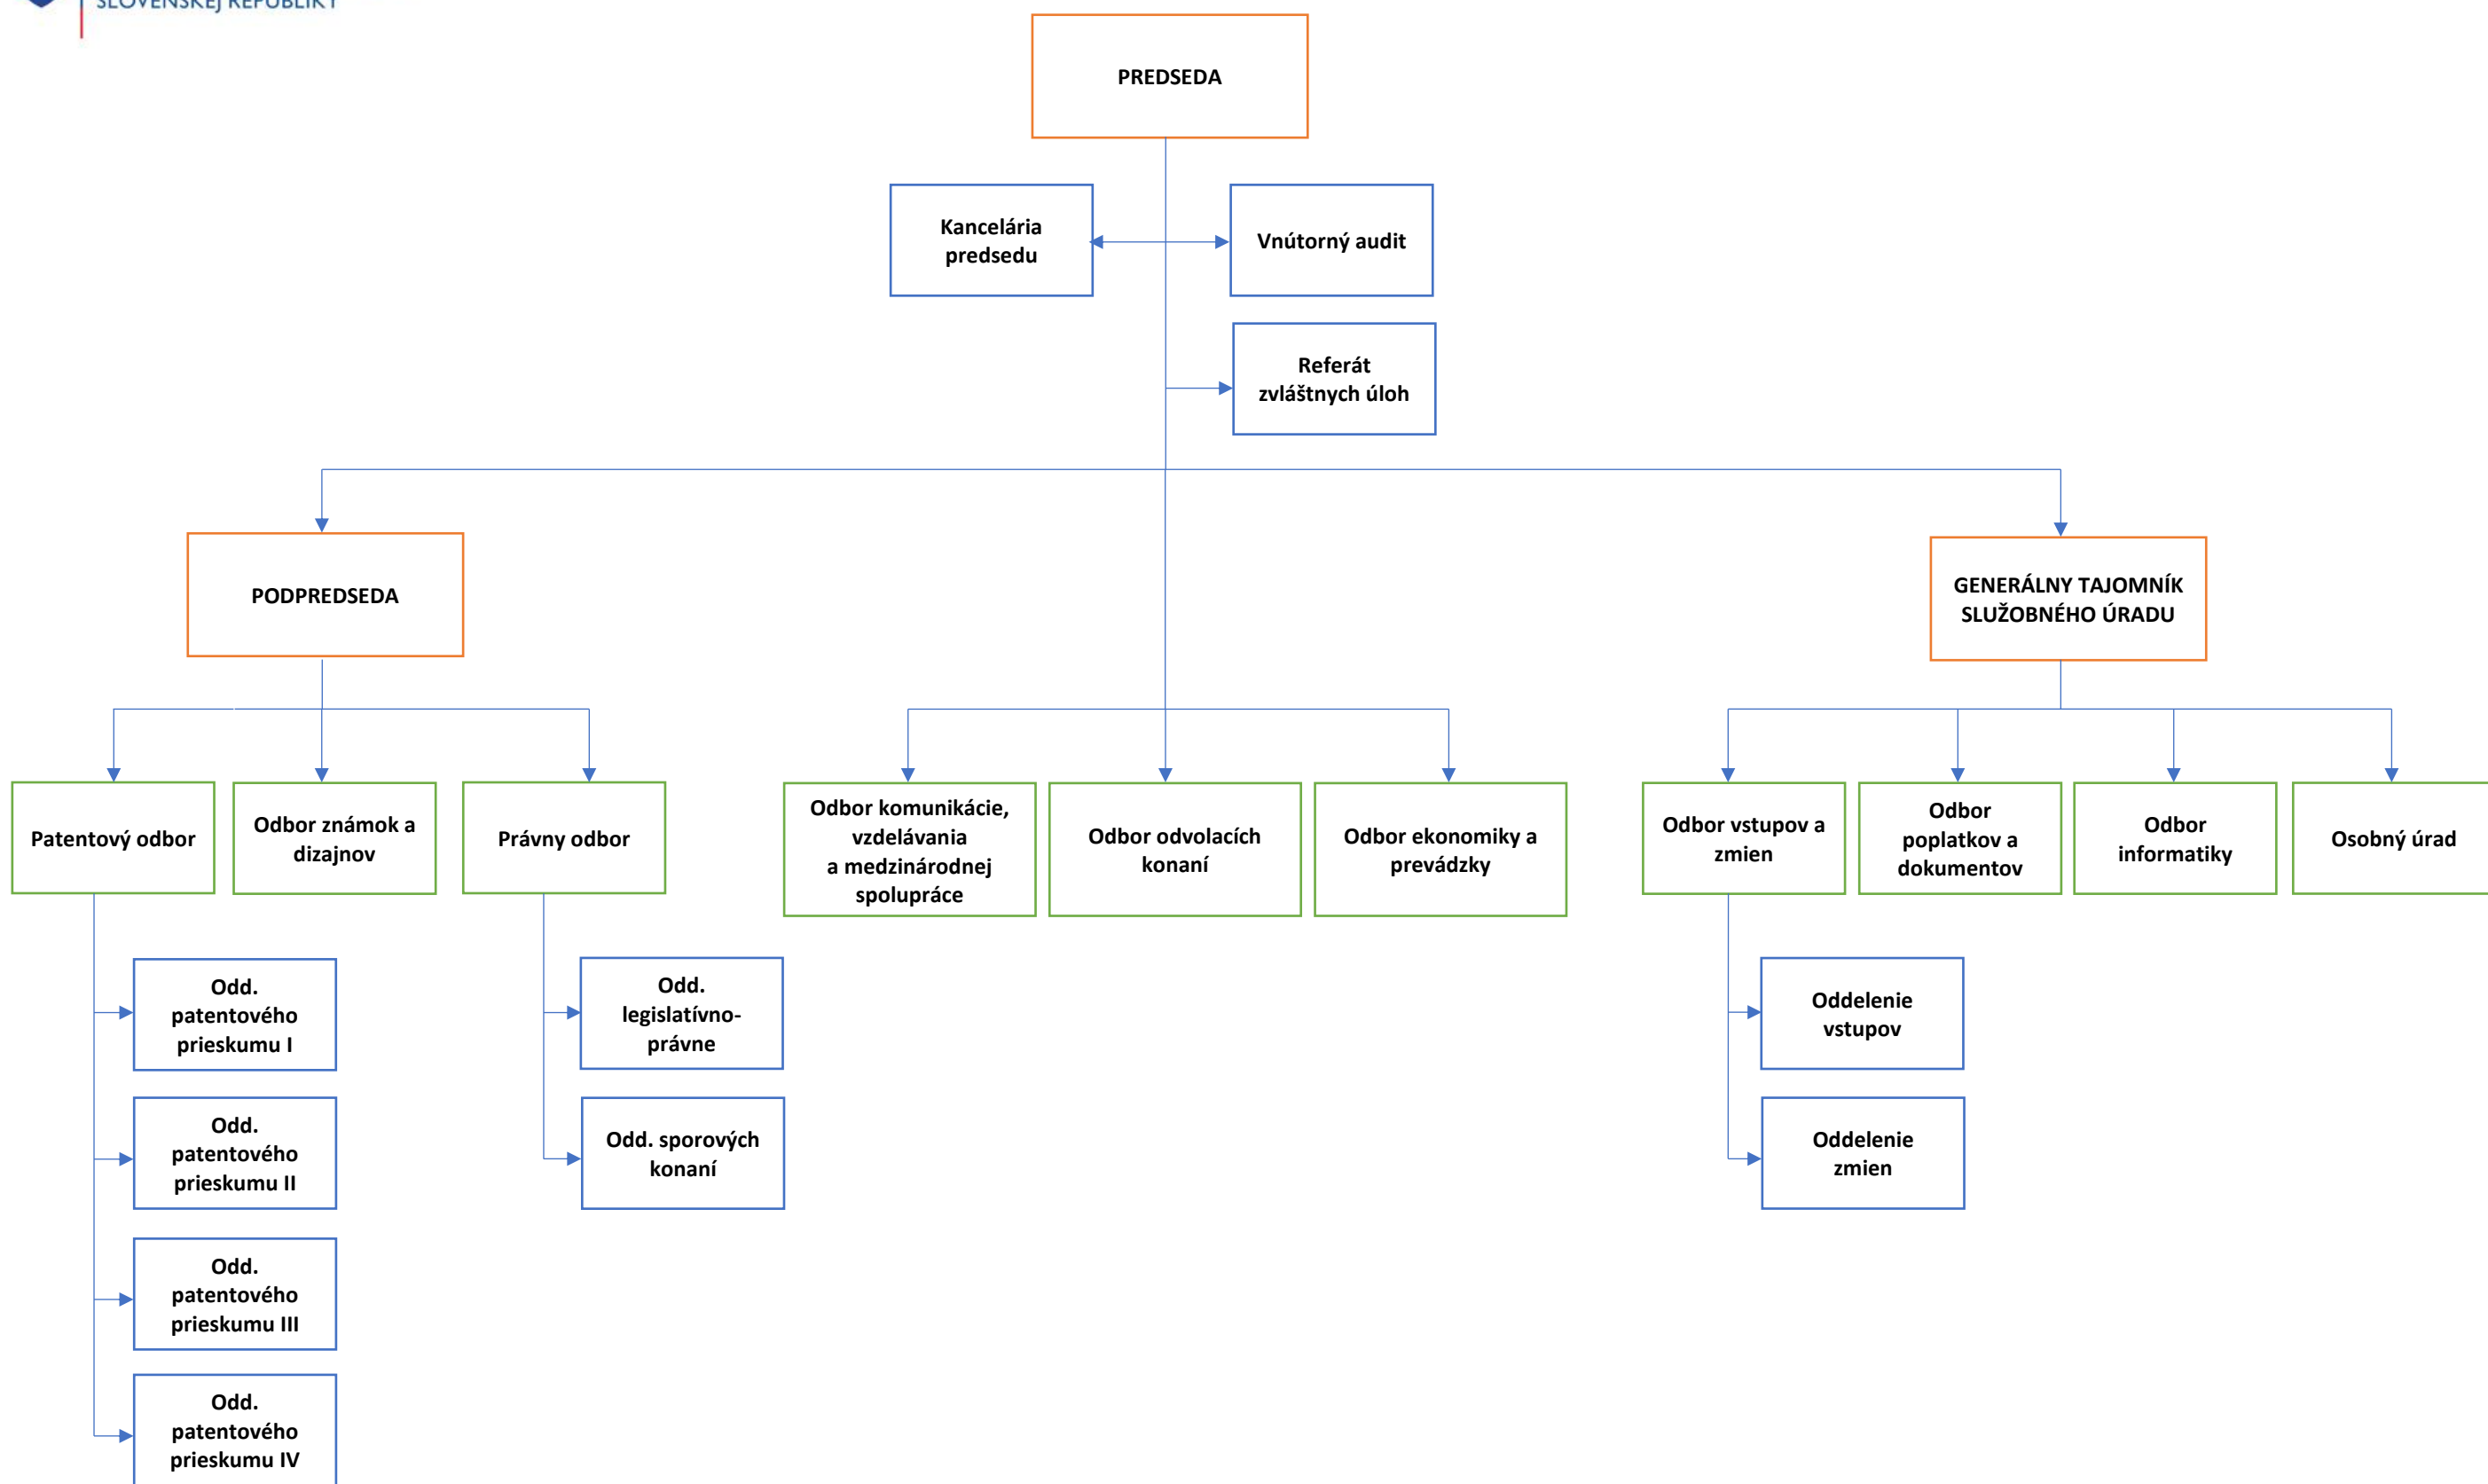 SLOVENSKEJ REPUBLIKY
PREDSEDA
Kancelária
predsedu
Vnútorný audit
Referát
zvláštnych úloh
PODPREDSEDA
GENERÁLNY TAJOMNÍK
SLUŽOBNÉHO ÚRADU
Patentový odbor
Odbor známok a
dizajnov
Právny odbor
Odbor komunikácie,
vzdelávania
a medzinárodnej
spolupráce
Odbor odvolacích
konaní
Odbor ekonomiky a
prevádzky
Odbor vstupov a
zmien
Odbor
poplatkov a
dokumentov
Odbor
informatiky
Osobný úrad
Odd.
patentového
prieskumu I
Odd.
legislatívno-
právne
Oddelenie
vstupov
Odd.
patentového
prieskumu II
Odd. sporových
konaní
Oddelenie
zmien
Odd.
patentového
prieskumu III
Odd.
patentového
prieskumu IV